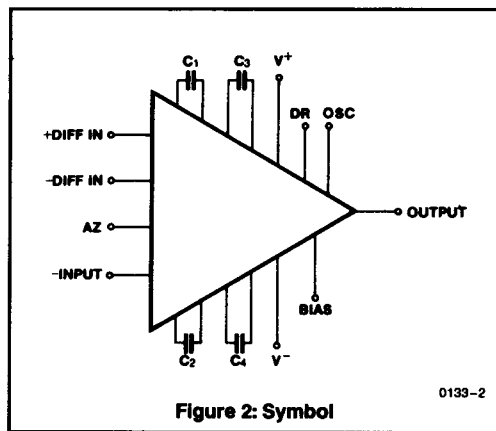 C1 C3 V+
DR OSC
+DIFF IN
-DIFF IN
AZ
-INPUT
OUTPUT
BIAS
C2 C4 V-
0133-2
Figure 2: Symbol